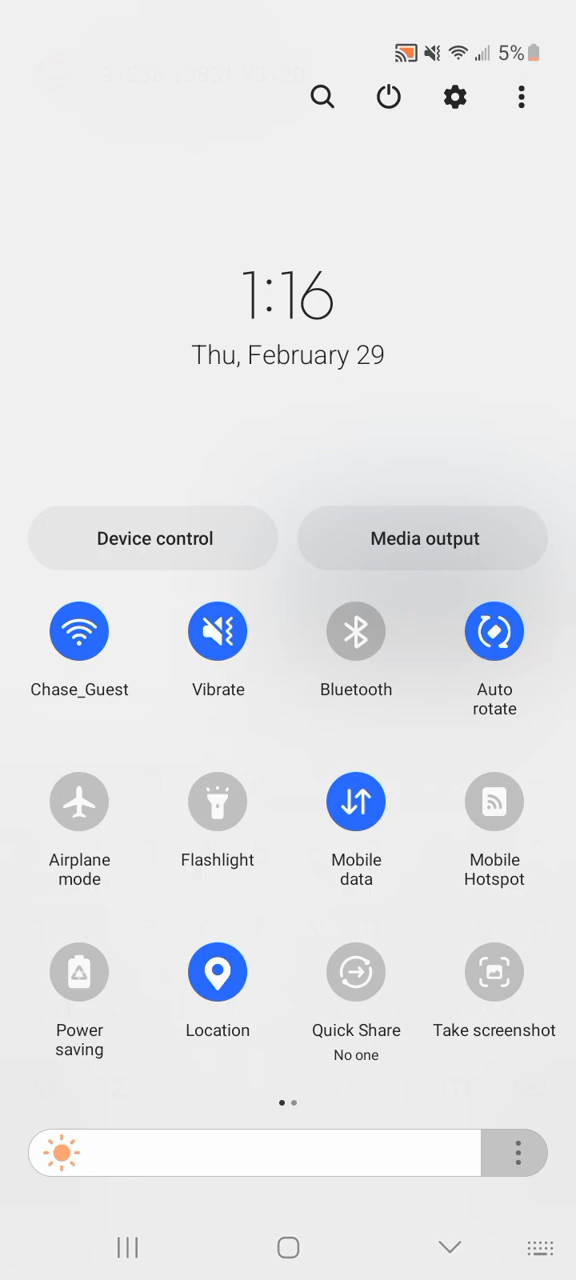 5%
1:16
Thu, February 29
Device control
Media output
Chase_Guest
Vibrate
Bluetooth
Auto
rotate
Airplane
mode
Flashlight
Mobile
data
Mobile
Hotspot
Power
saving
Location
Quick Share
No one
Take screenshot